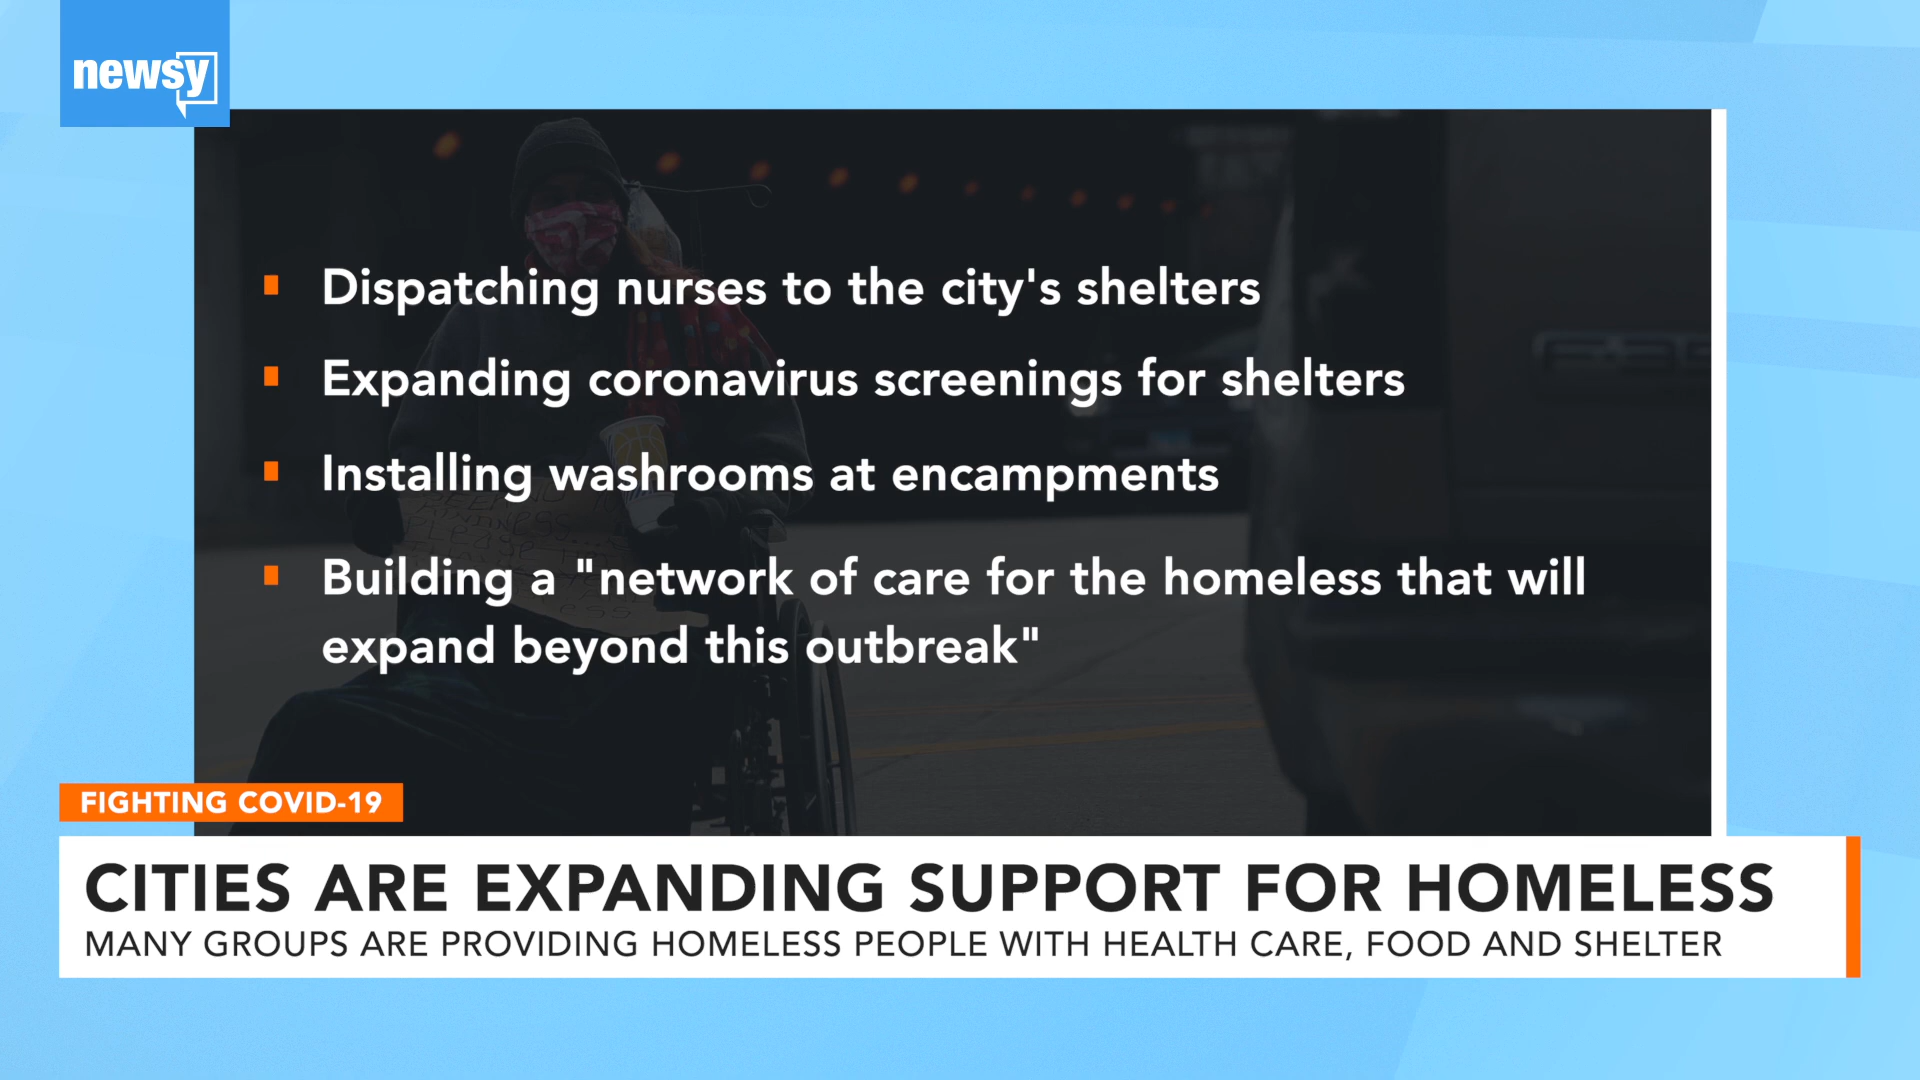 newsy
Dispatching nurses to the city's shelters
Expanding coronavirus screenings for shelters
Installing washrooms at encampments
Building a "network of care for the homeless that will
expand beyond this outbreak"
FIGHTING COVID-19
CITIES ARE EXPANDING SUPPORT FOR HOMELESS
MANY GROUPS ARE PROVIDING HOMELESS PEOPLE WITH HEALTH CARE, FOOD AND SHELTER